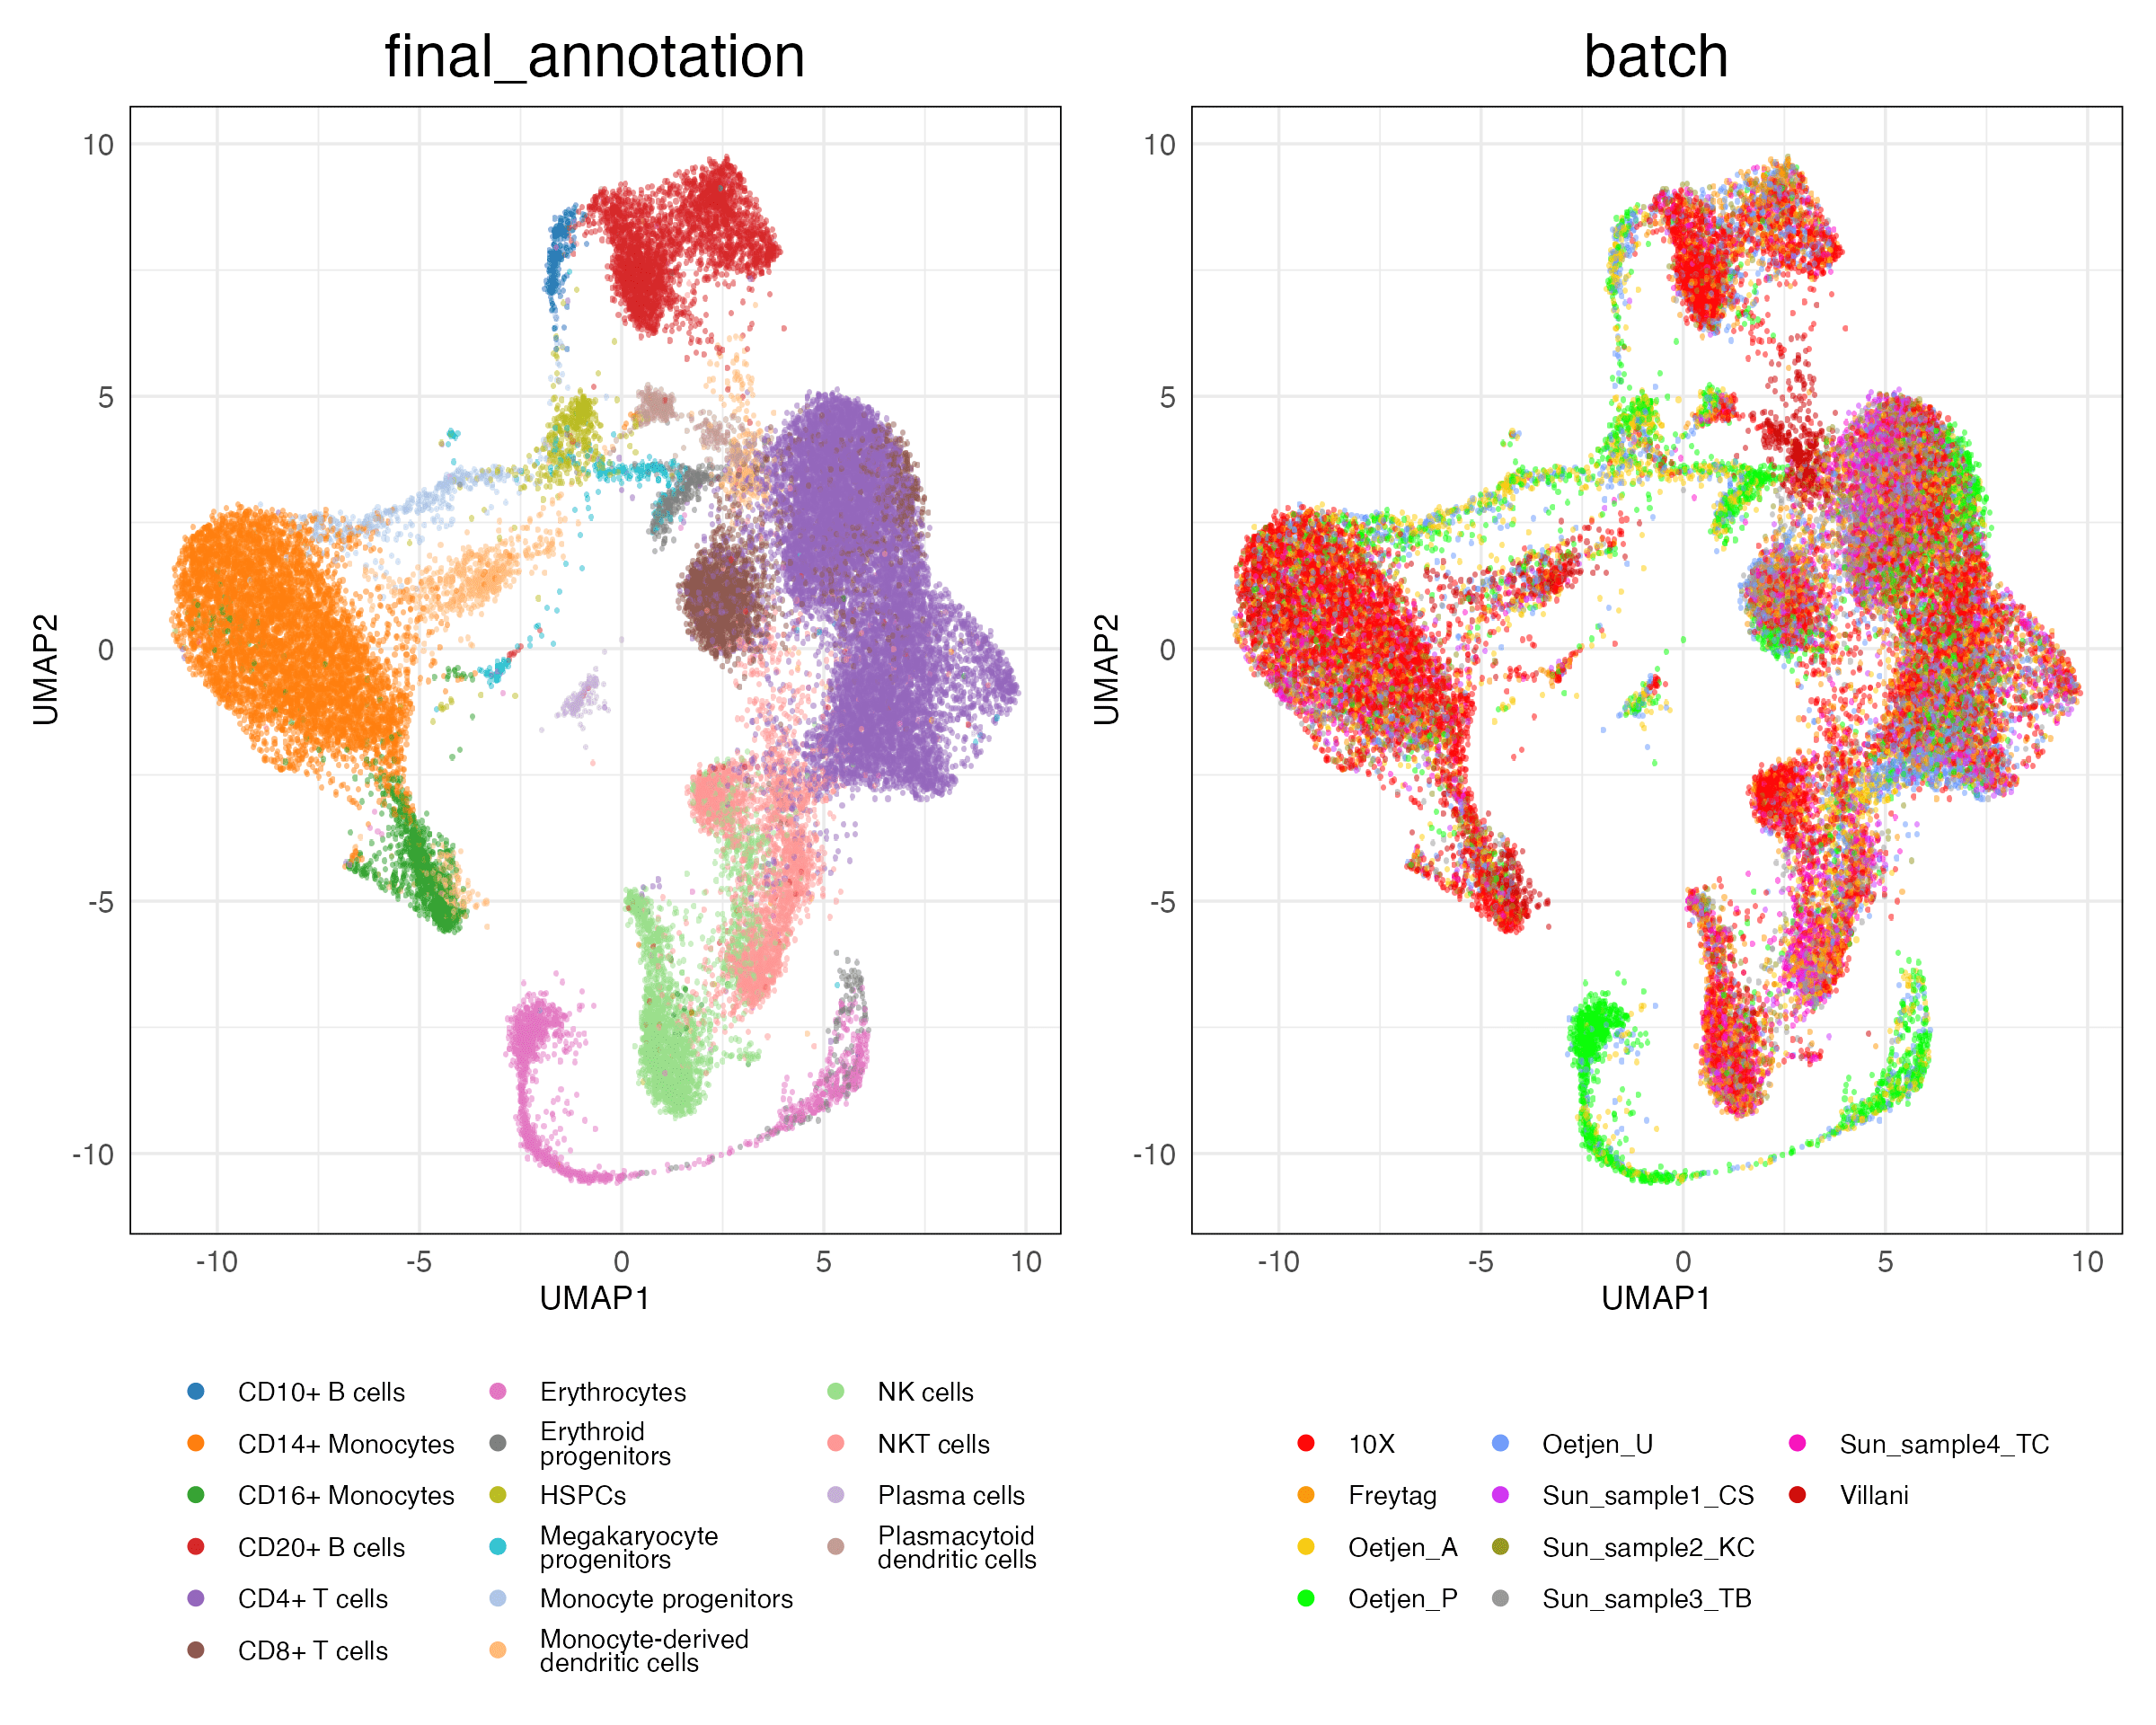 final_annotation
10
5
0
-5
-10
-10
-5
0
5
10
UMAP1
UMAP2
batch
10
5
0
-5
-10
-10
-5
0
5
10
UMAP1
UMAP2
CD10+ B cells
CD14+ Monocytes
CD16+ Monocytes
CD20+ B cells
CD4+ T cells
CD8+ T cells
Erythrocytes
Erythroid
progenitors
HSPCs
Megakaryocyte
progenitors
Monocyte progenitors
Monocyte-derived
dendritic cells
NK cells
NKT cells
Plasma cells
Plasmacytoid
dendritic cells
10X
Freytag
Oetjen_A
Oetjen_P
Oetjen_U
Sun_sample1_CS
Sun_sample2_KC
Sun_sample3_TB
Sun_sample4_TC
Villani